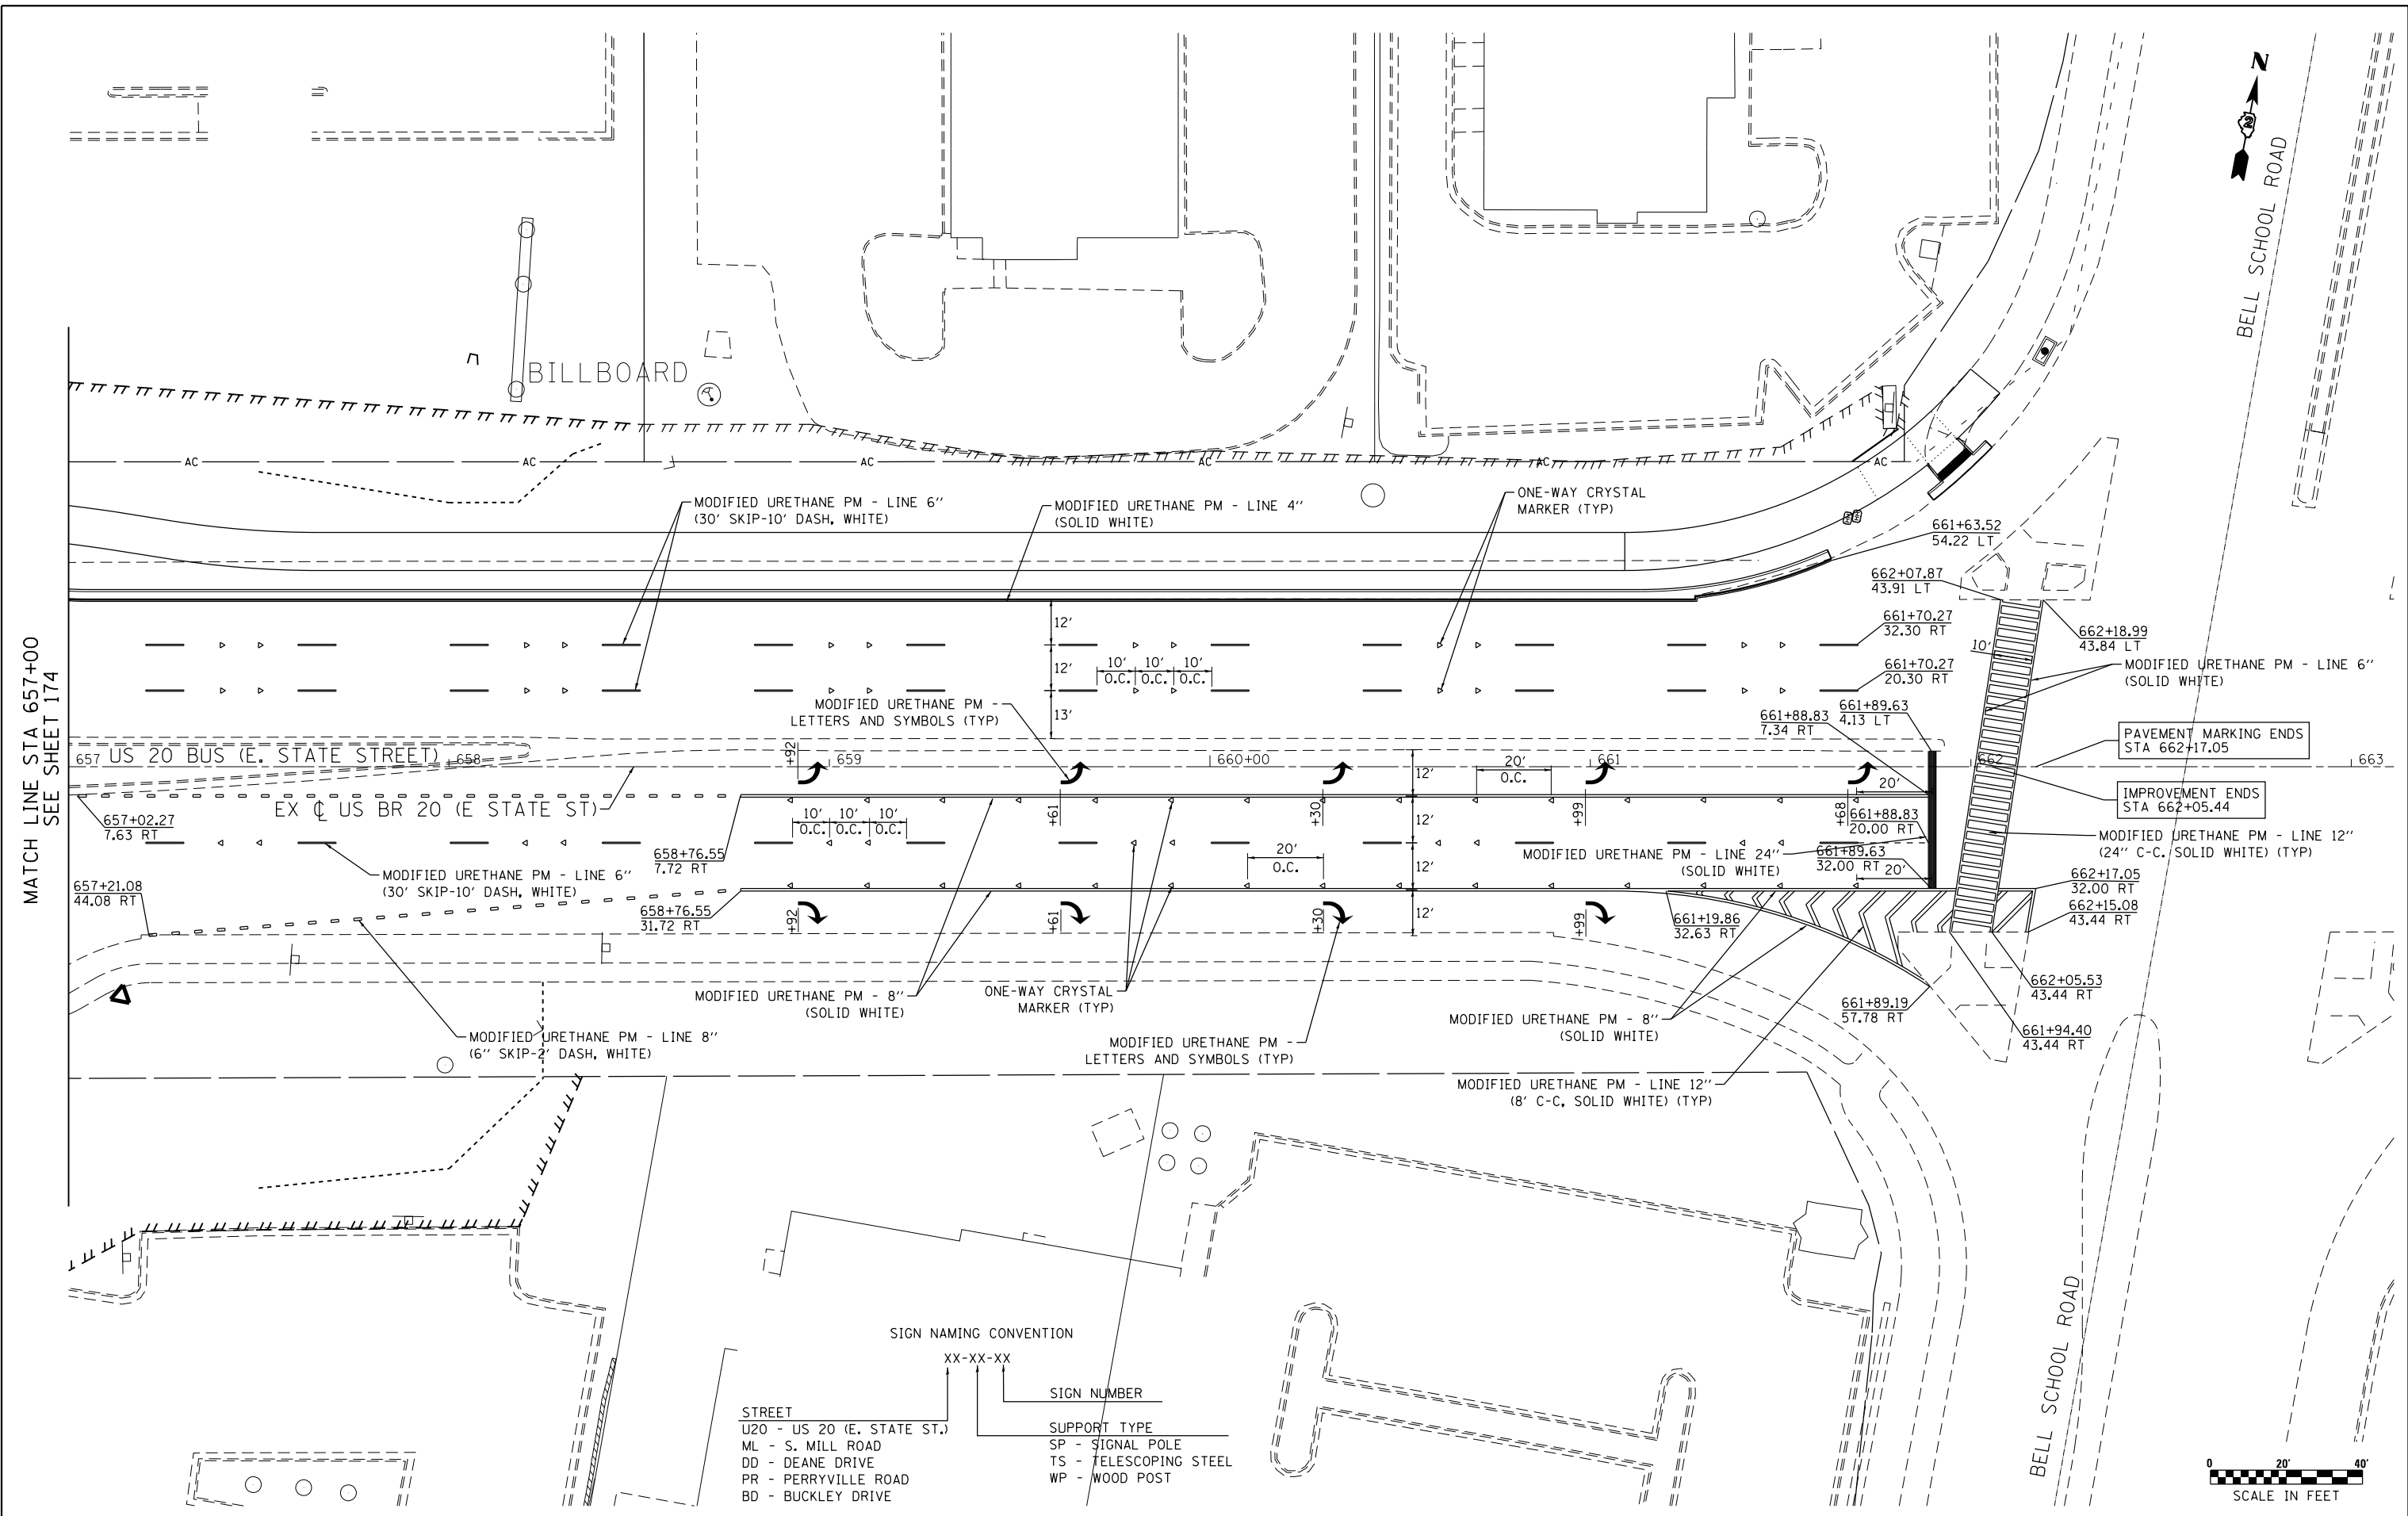 N
2
BELL SCHOOL ROAD
BILLBOARD
AC
AC
AC
AC
AC
AC
MODIFIED URETHANE PM - LINE 6"
(30' SKIP-10' DASH, WHITE)
MODIFIED URETHANE PM - LINE 4"
(SOLID WHITE)
ONE-WAY CRYSTAL
MARKER (TYP)
661+63.52
54.22 LT
662+07.87
43.91 LT
661+70.27
32.30 RT
662+18.99
43.84 LT
661+70.27
20.30 RT
10'
MODIFIED URETHANE PM - LINE 6"
(SOLID WHITE)
12'
12'
13'
10' 10' 10'
O.C. O.C. O.C.
MODIFIED URETHANE PM -
LETTERS AND SYMBOLS (TYP)
661+89.63
4.13 LT
661+88.83
7.34 RT
PAVEMENT MARKING ENDS
STA 662+17.05
MATCH LINE STA 657+00
SEE SHEET 174
657 US 20 BUS (E. STATE STREET) 658
+92
659
660+00
661
662
663
12'
20'
O.C.
20'
IMPROVEMENT ENDS
STA 662+05.44
EX ℄ US BR 20 (E STATE ST)
657+02.27
7.63 RT
+61
+30
+99
+68
10' 10' 10'
O.C. O.C. O.C.
12'
661+88.83
20.00 RT
MODIFIED URETHANE PM - LINE 12"
(24" C-C, SOLID WHITE) (TYP)
658+76.55
7.72 RT
20'
O.C.
12'
MODIFIED URETHANE PM - LINE 24"
(SOLID WHITE)
661+89.63
32.00 RT
20'
MODIFIED URETHANE PM - LINE 6"
(30' SKIP-10' DASH, WHITE)
657+21.08
44.08 RT
662+17.05
32.00 RT
658+76.55
31.72 RT
+92
+61
+30
12'
+99
661+19.86
32.63 RT
662+15.08
43.44 RT
MODIFIED URETHANE PM - 8"
(SOLID WHITE)
ONE-WAY CRYSTAL
MARKER (TYP)
662+05.53
43.44 RT
661+89.19
57.78 RT
MODIFIED URETHANE PM - 8"
(SOLID WHITE)
661+94.40
43.44 RT
MODIFIED URETHANE PM - LINE 8"
(6" SKIP-2' DASH, WHITE)
MODIFIED URETHANE PM -
LETTERS AND SYMBOLS (TYP)
MODIFIED URETHANE PM - LINE 12"
(8' C-C, SOLID WHITE) (TYP)
BELL SCHOOL ROAD
SIGN NAMING CONVENTION
XX-XX-XX
SIGN NUMBER
STREET
U20 - US 20 (E. STATE ST.)
ML - S. MILL ROAD
DD - DEANE DRIVE
PR - PERRYVILLE ROAD
BD - BUCKLEY DRIVE
SUPPORT TYPE
SP - SIGNAL POLE
TS - TELESCOPING STEEL
WP - WOOD POST
0 20' 40'
SCALE IN FEET